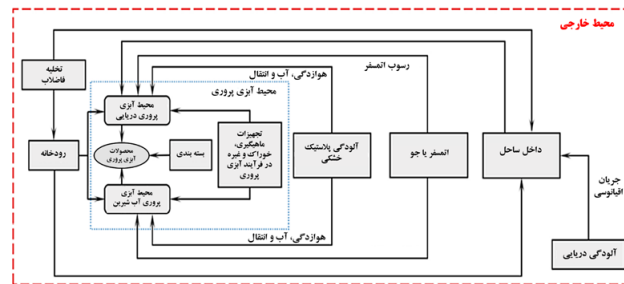 محیط خارجی
تخلیه
فاضلاب
رودخانه
هوازدگی، آب و انتقال
رسوب اتمسفر
محیط آبزی پروری
محیط آبزی
پروری دریایی
محصولات
آبزی پروری
بسته بندی
تجهیزات
ماهیگیری،
خوراک و غیره
در فرآیند آبزی
پروری
محیط آبزی
پروری آب شیرین
آلودگی پلاستیک
خشکی
اتمسفر یا جو
داخل ساحل
جریان
اقیانوسی
هوازدگی، آب و انتقال
آلودگی دریایی